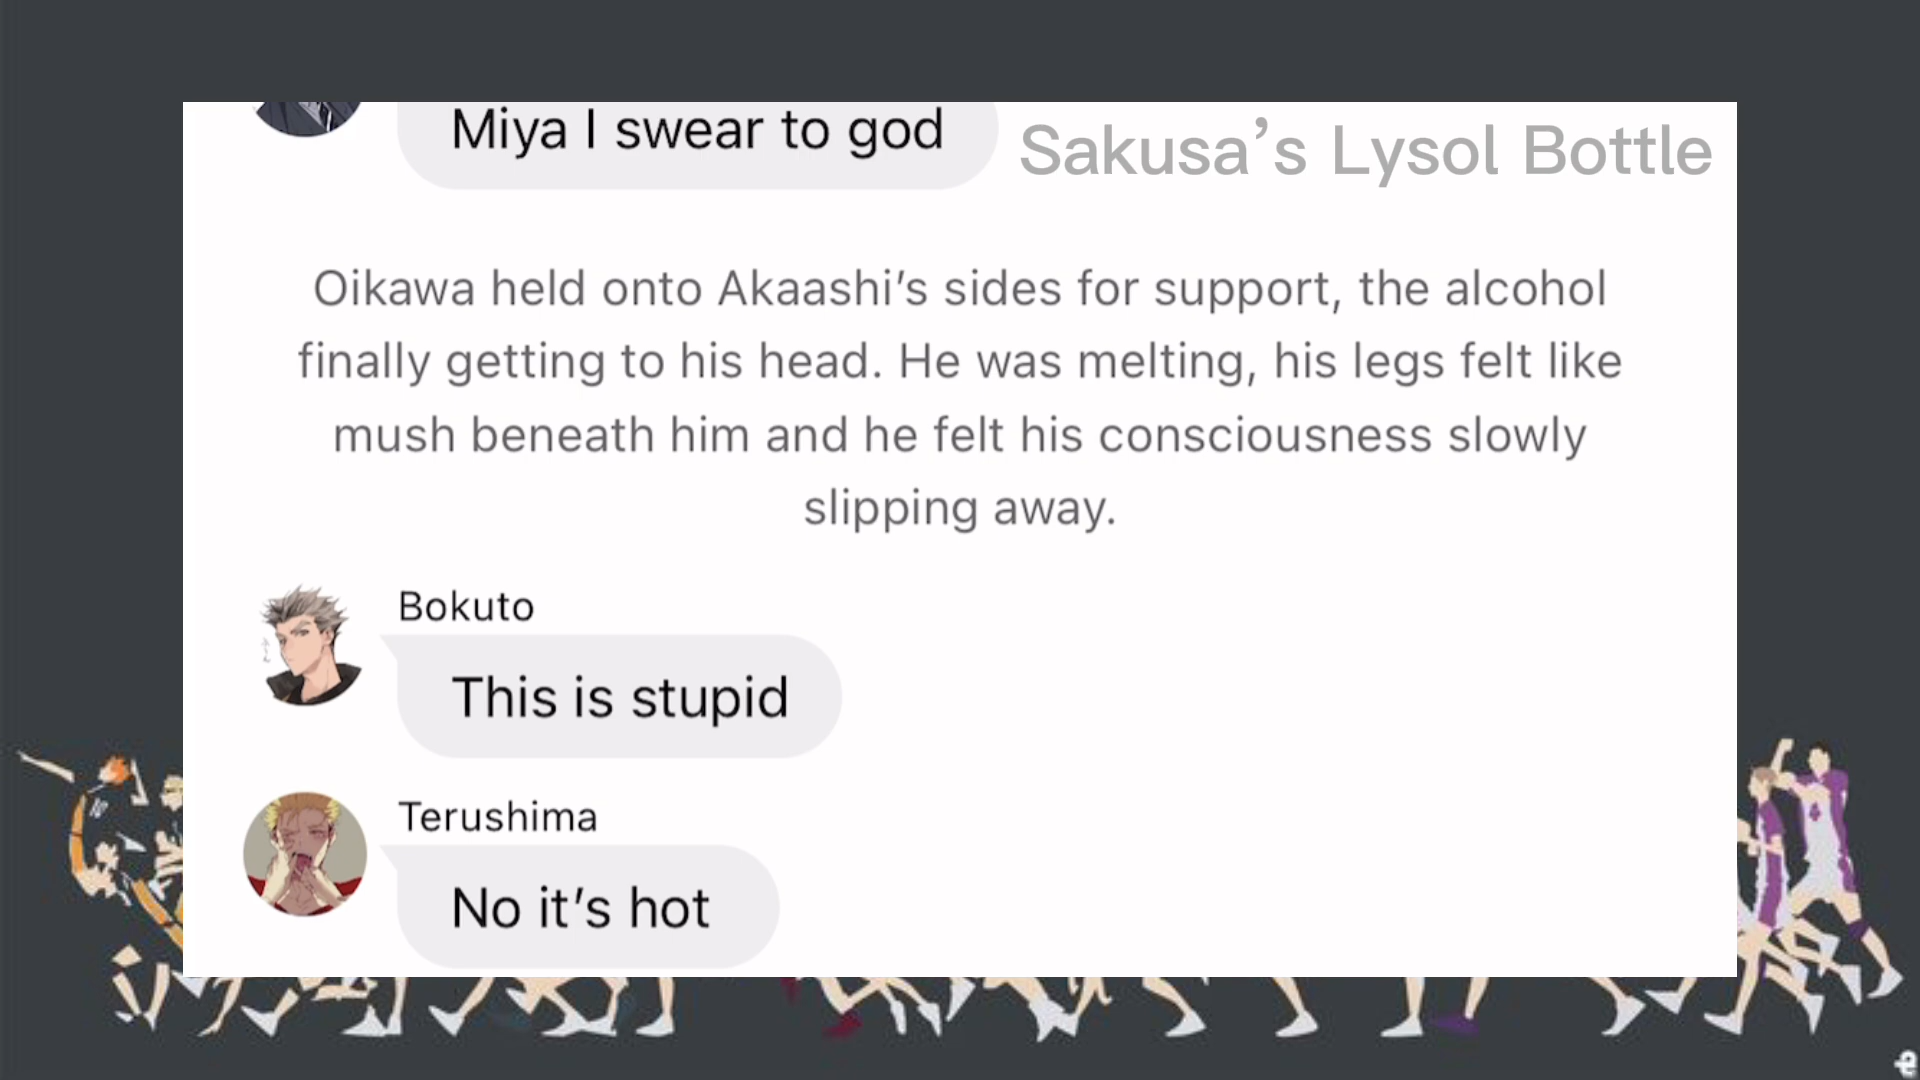 Miya I swear to god
Sakusa’s Lysol Bottle
Oikawa held onto Akaashi’s sides for support, the alcohol
finally getting to his head. He was melting, his legs felt like
mush beneath him and he felt his consciousness slowly
slipping away.
Bokuto
This is stupid
Terushima
No it’s hot